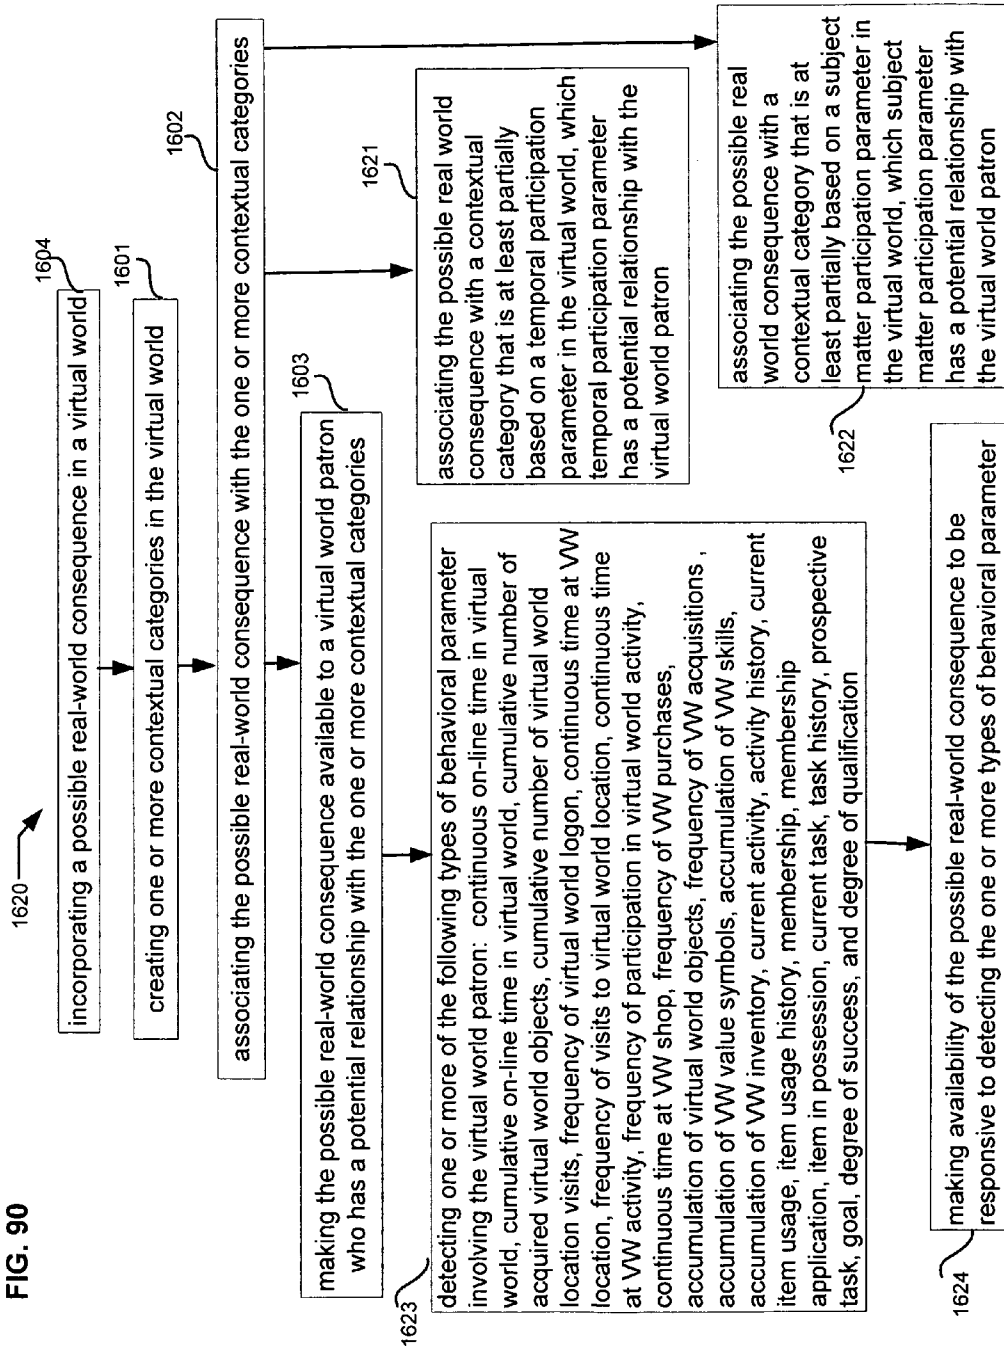 FIG. 90
1620
1604
incorporating a possible real-world consequence in a virtual world
1601
creating one or more contextual categories in the virtual world
1602
associating the possible real-world consequence with the one or more contextual categories
1603
making the possible real-world consequence available to a virtual world patron
who has a potential relationship with the one or more contextual categories
1621
associating the possible real world
consequence with a contextual
category that is at least partially
based on a temporal participation
parameter in the virtual world, which
temporal participation parameter
has a potential relationship with the
virtual world patron
1622
associating the possible real
world consequence with a
contextual category that is at
least partially based on a subject
matter participation parameter in
the virtual world, which subject
matter participation parameter
has a potential relationship with
the virtual world patron
1623
detecting one or more of the following types of behavioral parameter
involving the virtual world patron: continuous on-line time in virtual
world, cumulative on-line time in virtual world, cumulative number of
acquired virtual world objects, cumulative number of virtual world
location visits, frequency of virtual world logon, continuous time at VW
location, frequency of visits to virtual world location, continuous time
at VW activity, frequency of participation in virtual world activity,
continuous time at VW shop, frequency of VW purchases,
accumulation of virtual world objects, frequency of VW acquisitions ,
accumulation of VW value symbols, accumulation of VW skills,
accumulation of VW inventory, current activity, activity history, current
item usage, item usage history, membership, membership
application, item in possession, current task, task history, prospective
task, goal, degree of success, and degree of qualification
1624
making availability of the possible real-world consequence to be
responsive to detecting the one or more types of behavioral parameter